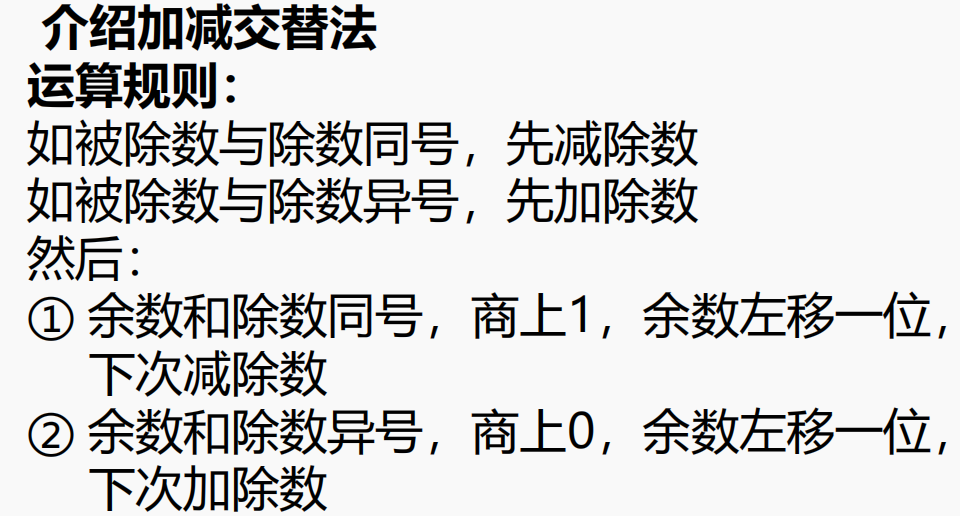 介绍加减交替法
运算规则：
如被除数与除数同号，先减除数
如被除数与除数异号，先加除数
然后：
① 余数和除数同号，商上1，余数左移一位，
下次减除数
② 余数和除数异号，商上0，余数左移一位，
下次加除数